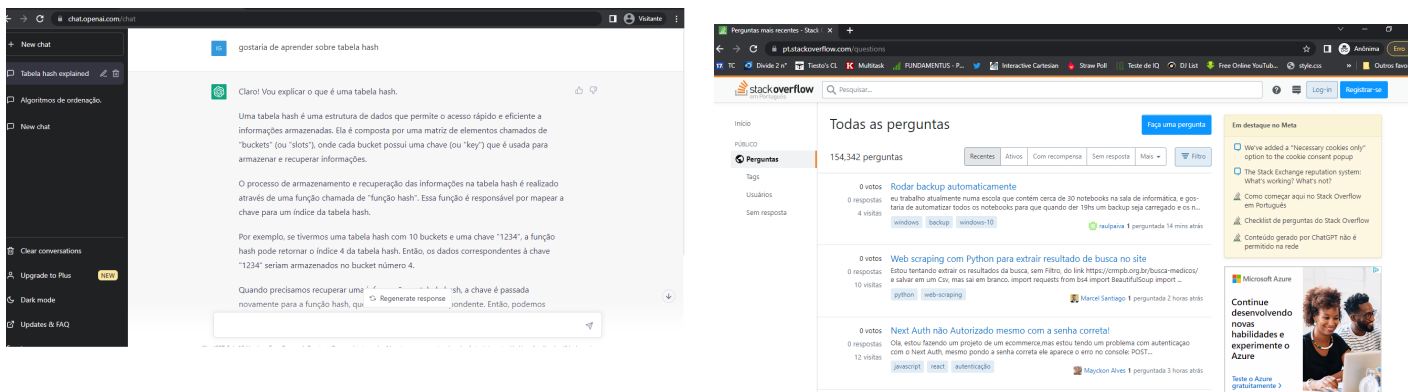 chat.openai.com/chat
Visitante
New chat
Tabela hash explained
Algoritmos de ordenação.
New chat
Clear conversations
Upgrade to Plus
NEW
Dark mode
Updates & FAQ
gostaria de aprender sobre tabela hash
Claro! Vou explicar o que é uma tabela hash.
Uma tabela hash é uma estrutura de dados que permite o acesso rápido e eficiente a
informações armazenadas. Ela é composta por uma matriz de elementos chamados de
"buckets" (ou "slots"), onde cada bucket possui uma chave (ou "key") que é usada para
armazenar e recuperar informações.
O processo de armazenamento e recuperação das informações na tabela hash é realizado
através de uma função chamada de "função hash". Essa função é responsável por mapear a
chave para um índice da tabela hash.
Por exemplo, se tivermos uma tabela hash com 10 buckets e uma chave "1234", a função
hash pode retornar o índice 4 da tabela hash. Então, os dados correspondentes à chave
"1234" seriam armazenados no bucket número 4.
Quando precisamos recuperar uma hash, a chave é passada
novamente para a função hash, que pondente. Então, podemos
Regenerate response
Perguntas mais recentes - Stack
pt.stackoverflow.com/questions
Anônima
Erro
TC
Divide 2 n°
Tiesto's CL
Multitask
FUNDAMENTUS - P...
Interactive Cartesian
Straw Poll
Teste de IQ
DJ List
Free Online YouTub...
style.css
»
Outros favo
stackoverflow
em Português
Pesquisar...
Log-in
Registrar-se
Início
PÚBLICO
Perguntas
Tags
Usuários
Sem resposta
Todas as perguntas
Faça uma pergunta
154,342 perguntas
Recentes
Ativos
Com recompensa
Sem resposta
Mais
Filtro
0 votos
0 respostas
4 visitas
Rodar backup automaticamente
eu trabalho atualmente numa escola que contém cerca de 30 notebooks na sala de informática, e gos-
taria de automatizar todos os notebooks para que quando der 19hs um backup seja carregado e os n...
windows
backup
windows-10
raulpaiva 1 perguntada 14 mins atrás
0 votos
0 respostas
10 visitas
Web scraping com Python para extrair resultado de busca no site
Estou tentando extrair os resultados da busca, sem Filtro, do link https://crmpb.org.br/busca-medicos/
e salvar em um Csv, mas sai em branco. import requests from bs4 import BeautifulSoup import ...
python
web-scraping
Marcel Santiago 1 perguntada 2 horas atrás
0 votos
0 respostas
12 visitas
Next Auth não Autorizado mesmo com a senha correta!
Ola, estou fazendo um projeto de um ecommerce,mas estou tendo um problema com autenticaçao
com o Next Auth, mesmo pondo a senha correta ele aparece o erro no console: POST...
javascript
react
autenticação
Mayckon Alves 1 perguntada 3 horas atrás
Em destaque no Meta
We've added a "Necessary cookies only"
option to the cookie consent popup
The Stack Exchange reputation system:
What's working? What's not?
Como começar aqui no Stack Overflow
em Português
Checklist de perguntas do Stack Overflow
Conteúdo gerado por ChatGPT não é
permitido na rede
Microsoft Azure
Continue
desenvolvendo
novas
habilidades e
experimente o
Azure
Teste o Azure
gratuitamente >